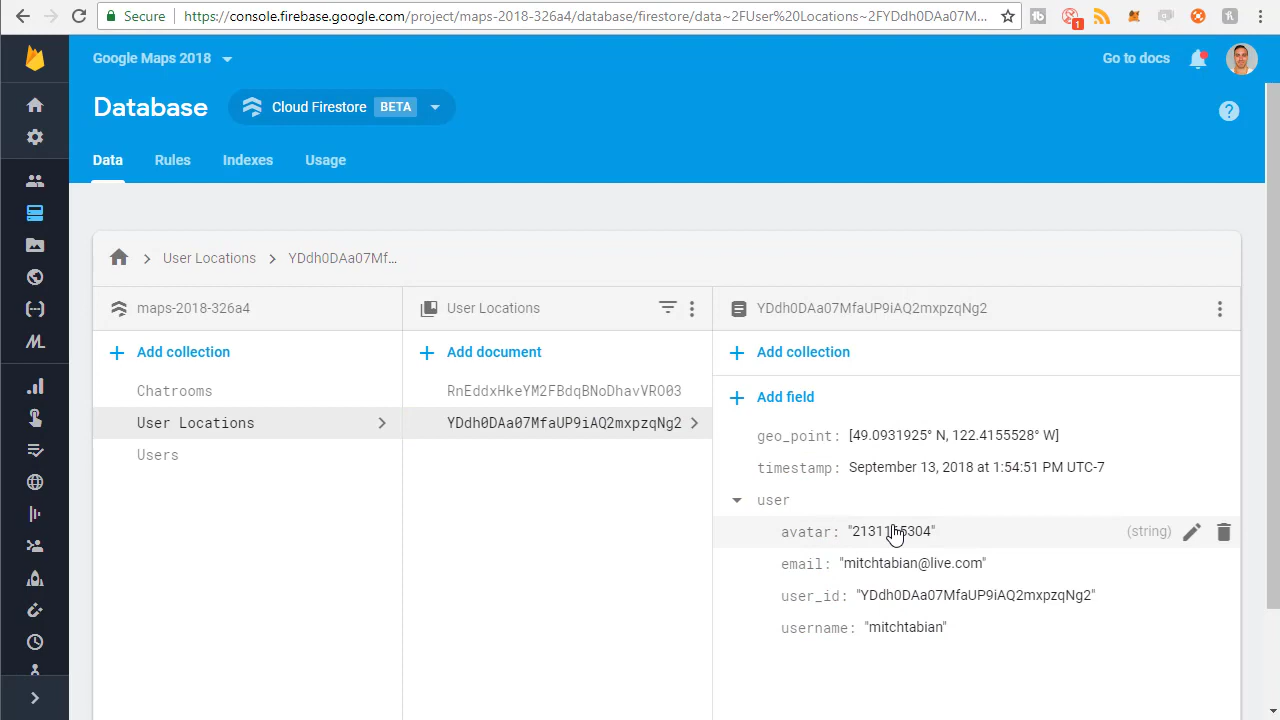 Secure
https://console.firebase.google.com/project/maps-2018-326a4/database/firestore/data~2FUser%20Locations~2FYDdh0DAa07M...
1
Google Maps 2018
Go to docs
Database
Cloud Firestore BETA
Data Rules Indexes Usage
User Locations
YDdh0DAa07Mf...
maps-2018-326a4
User Locations
YDdh0DAa07MfaUP9iAQ2mxpzqNg2
Add collection
Add document
Add collection
Chatrooms
User Locations
Users
RnEddxHkeYM2FBdqBNoDhavVRO03
YDdh0DAa07MfaUP9iAQ2mxpzqNg2
Add field
geo_point: [49.0931925° N, 122.4155528° W]
timestamp: September 13, 2018 at 1:54:51 PM UTC-7
user
avatar: (string)
email: "mitchtabian@live.com"
user_id: "YDdh0DAa07MfaUP9iAQ2mxpzqNg2"
username: "mitchtabian"